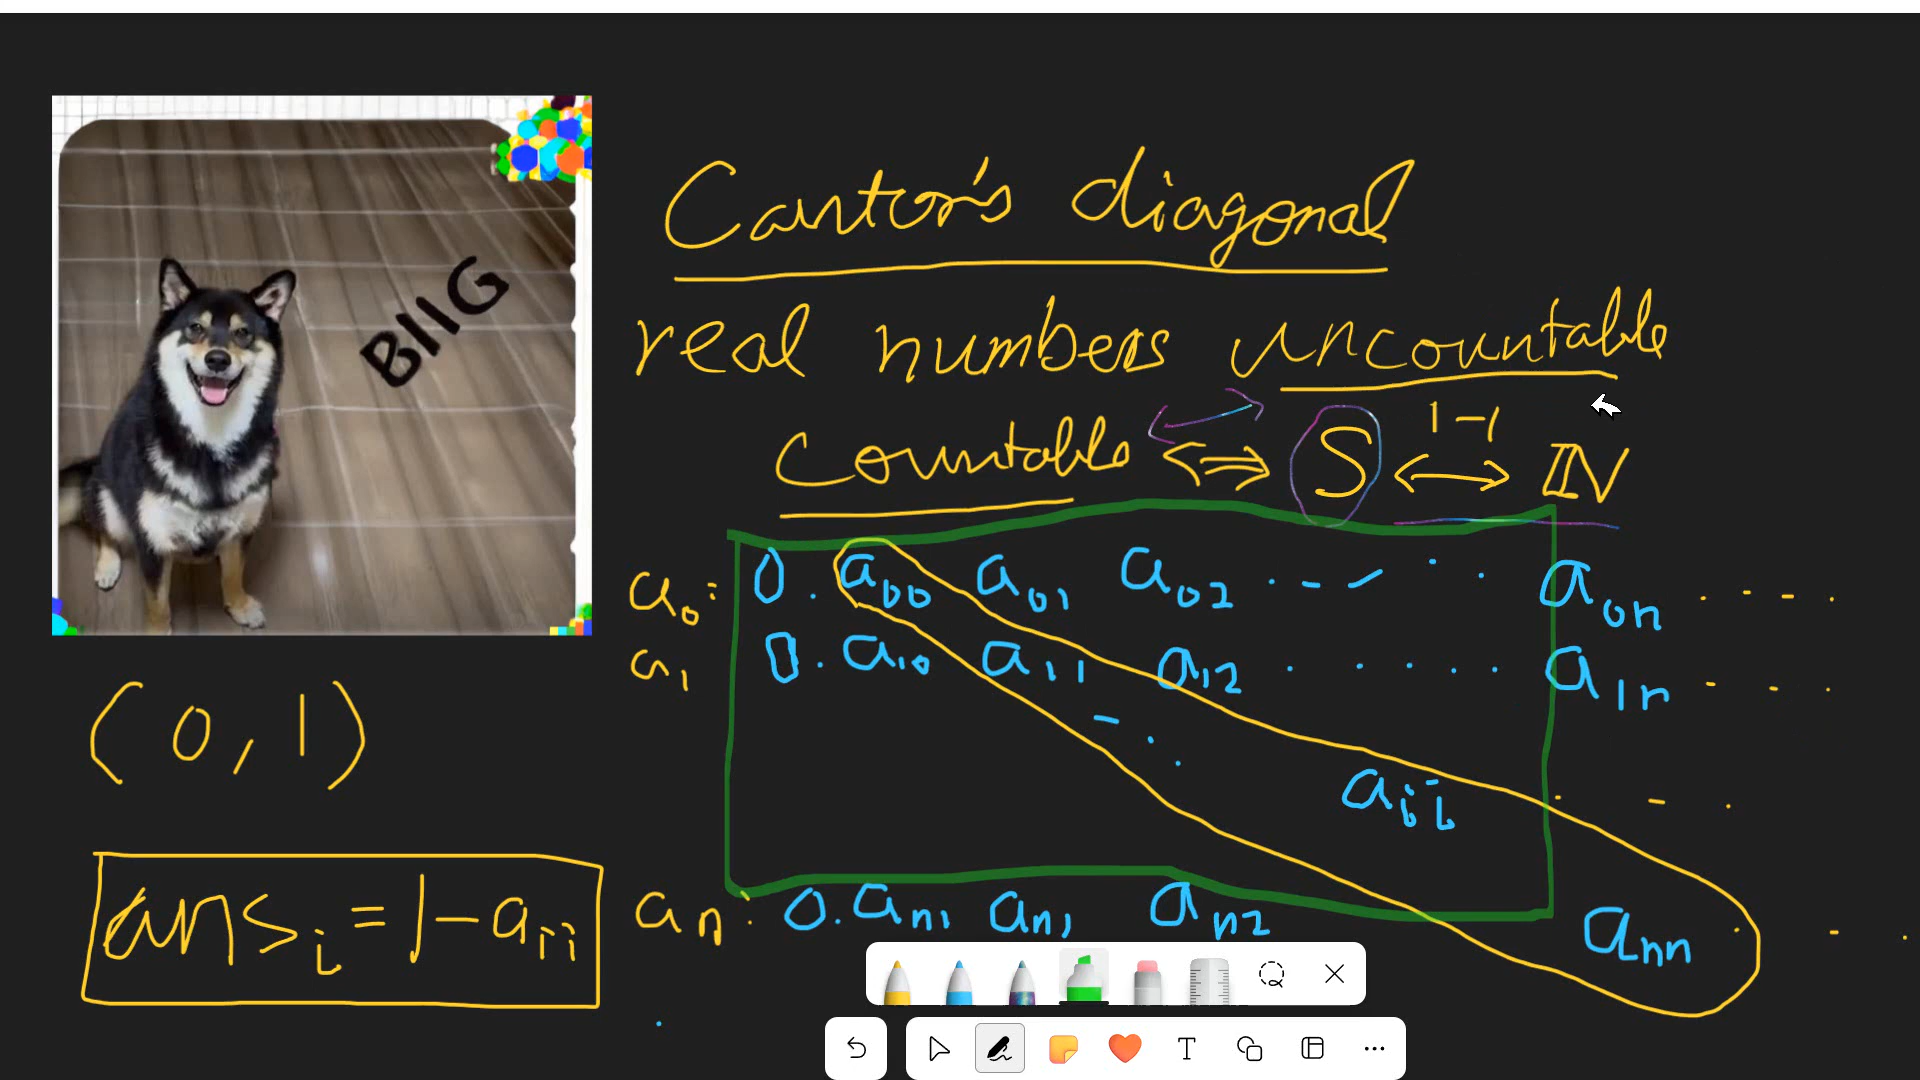 BIIG
Cantor's diagonal
real numbers uncountable
Countable ⟺ S ⟷ 1-1 ℕ
a₀: 0. a₀₀ a₀₁ a₀₂ ..... a₀ₙ ....
a₁ 0. a₁₀ a₁₁ a₁₂ ..... a₁ₙ ...
aᵢᵢ
aₙ: 0. aₙ₁ aₙ₁ aₙ₂ aₙₙ ...
(0, 1)
ansᵢ = 1 - aᵢᵢ
T